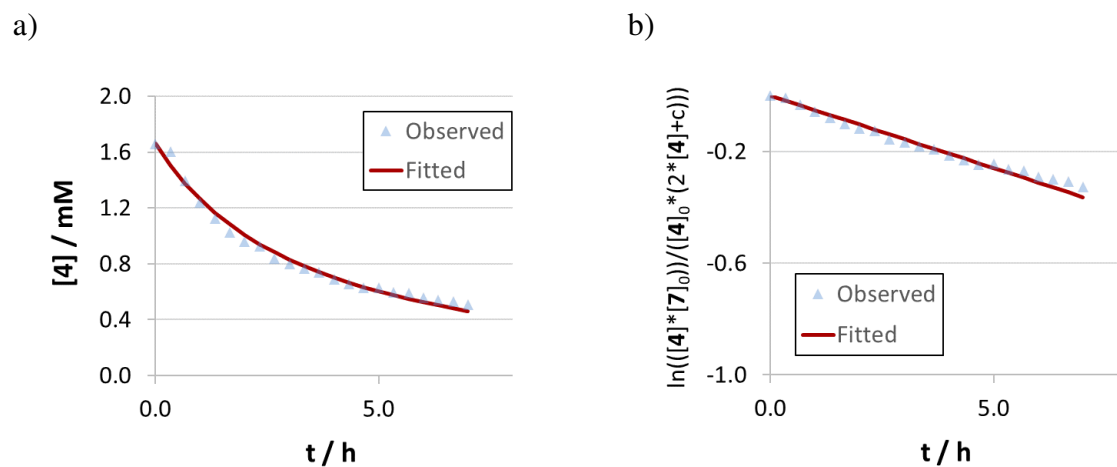 a)
2.0
1.6
1.2
0.8
0.4
0.0
[4] / mM
Observed
Fitted
0.0
5.0
t / h
b)
ln(([4]*[7]₀))/([4]₀*(2*[4]+c)))
-0.2
-0.6
-1.0
Observed
Fitted
0.0
5.0
t / h